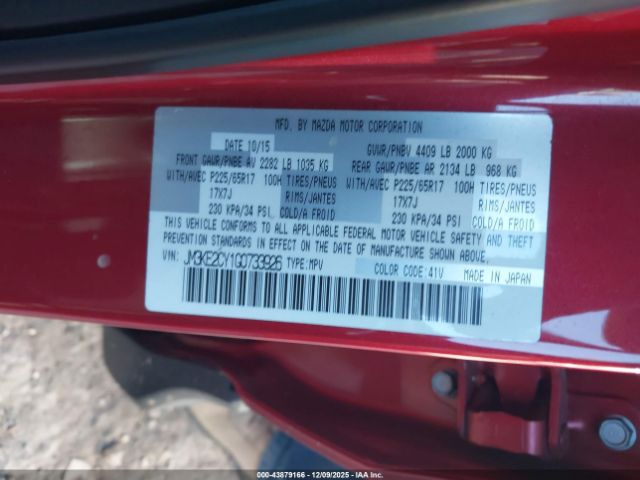 MFD. BY MAZDA MOTOR CORPORATION
DATE 10/15 GVWR/PNBV 4409 LB 2000 KG
FRONT GAWR/PNBE AV 2282 LB 1035 KG REAR GAWR/PNBE AR 2134 LB 968 KG
WITH/AVEC P225/65R17 100H TIRES/PNEUS WITH/AVEC P225/65R17 100H TIRES/PNEUS
17X7J RIMS/JANTES 17X7J RIMS/JANTES
230 KPA/34 PSI COLD/A FROID 230 KPA/34 PSI COLD/A FROID
THIS VEHICLE CONFORMS TO ALL APPLICABLE FEDERAL MOTOR VEHICLE SAFETY AND THEFT
PREVENTION STANDARDS IN EFFECT ON THE DATE OF MANUFACTURE SHOWN ABOVE.
VIN: JM3KE2CY1G0733926 TYPE:MPV COLOR CODE:41V MADE IN JAPAN
000-43879166 - 12/09/2025 - IAAI.COM